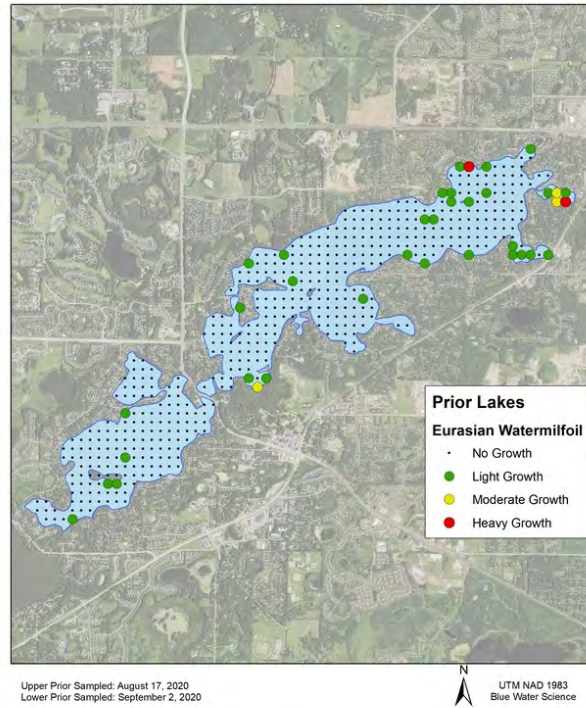 Prior Lakes
Eurasian Watermilfoil
No Growth
Light Growth
Moderate Growth
Heavy Growth
Upper Prior Sampled: August 17, 2020
Lower Prior Sampled: September 2, 2020
N
UTM NAD 1983
Blue Water Science